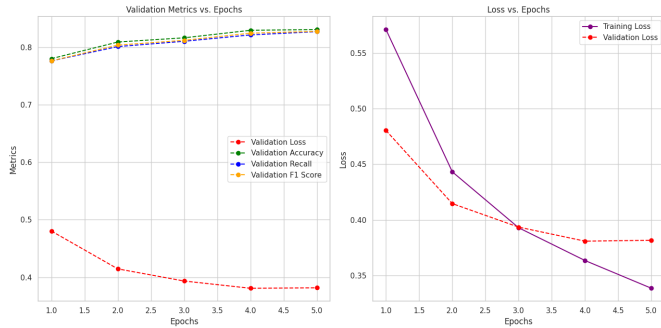 Validation Metrics vs. Epochs
Metrics
0.8
0.7
0.6
0.5
0.4
Validation Loss
Validation Accuracy
Validation Recall
Validation F1 Score
1.0 1.5 2.0 2.5 3.0 3.5 4.0 4.5 5.0
Epochs
Loss vs. Epochs
Loss
0.55
0.50
0.45
0.40
0.35
Training Loss
Validation Loss
1.0 1.5 2.0 2.5 3.0 3.5 4.0 4.5 5.0
Epochs